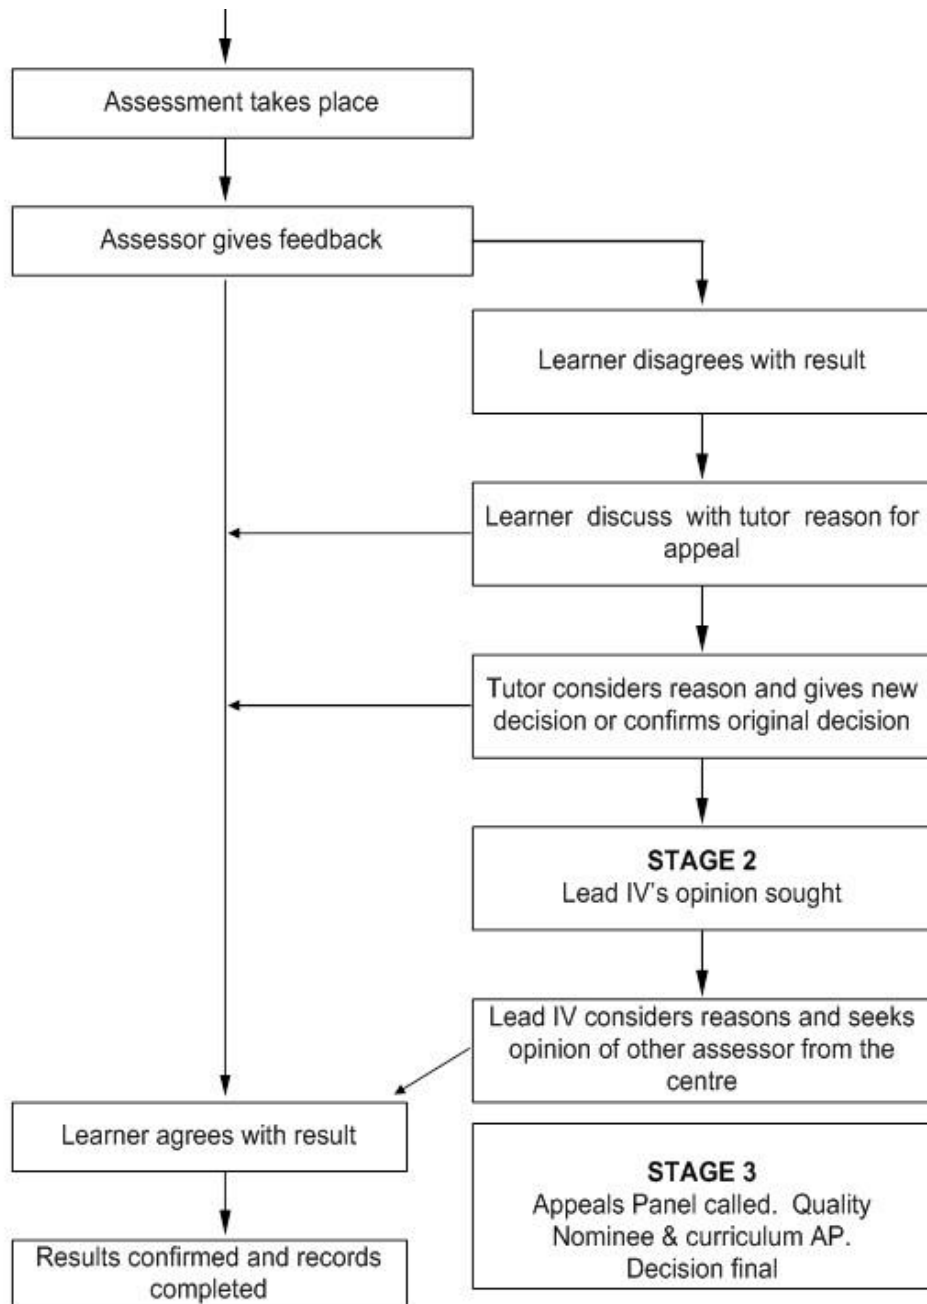 Assessment takes place
Assessor gives feedback
Learner disagrees with result
Learner discuss with tutor reason for
appeal
Tutor considers reason and gives new
decision or confirms original decision
STAGE 2
Lead IV’s opinion sought
Lead IV considers reasons and seeks
opinion of other assessor from the
centre
Learner agrees with result
STAGE 3
Appeals Panel called. Quality
Nominee & curriculum AP.
Decision final
Results confirmed and records
completed